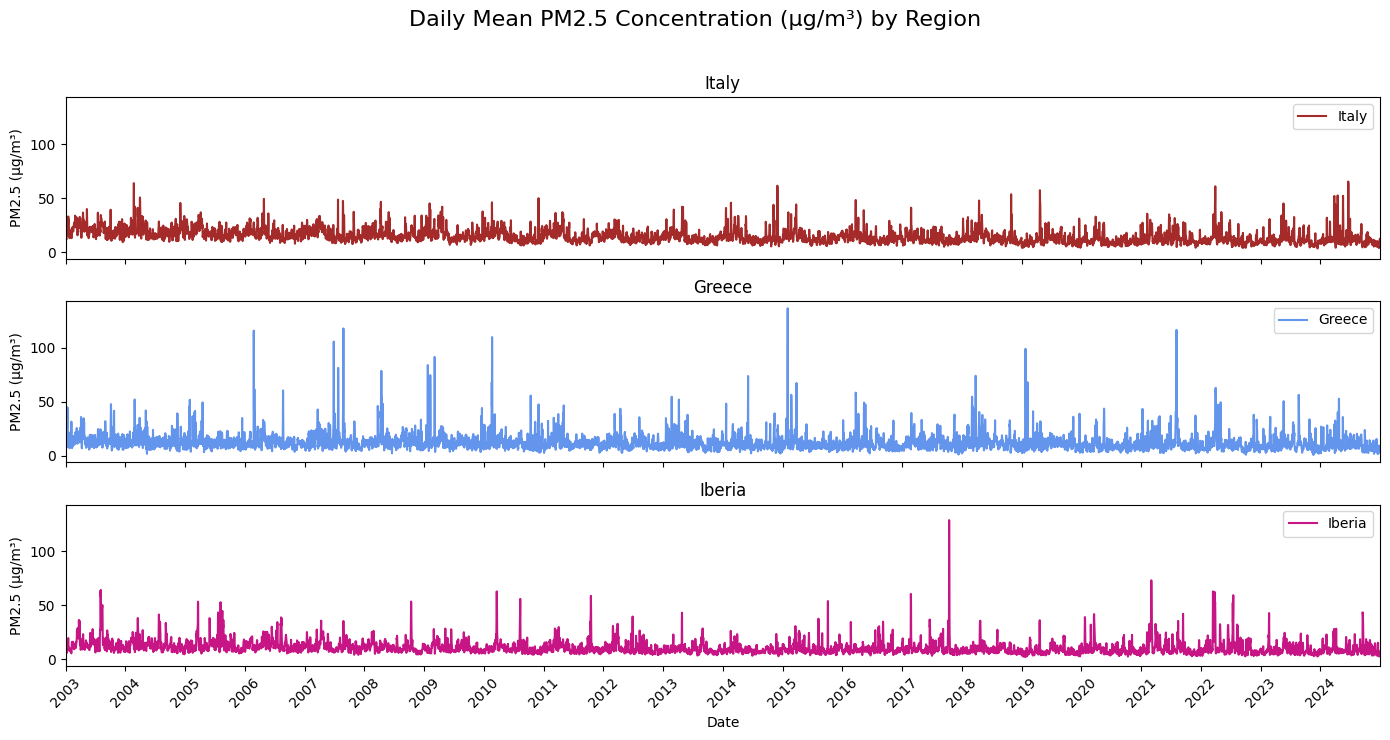 Daily Mean PM2.5 Concentration (µg/m³) by Region
Italy
PM2.5 (µg/m³)
100
50
0
Italy
Greece
PM2.5 (µg/m³)
100
50
0
Greece
Iberia
PM2.5 (µg/m³)
100
50
0
Iberia
2003 2004 2005 2006 2007 2008 2009 2010 2011 2012 2013 2014 2015 2016 2017 2018 2019 2020 2021 2022 2023 2024
Date